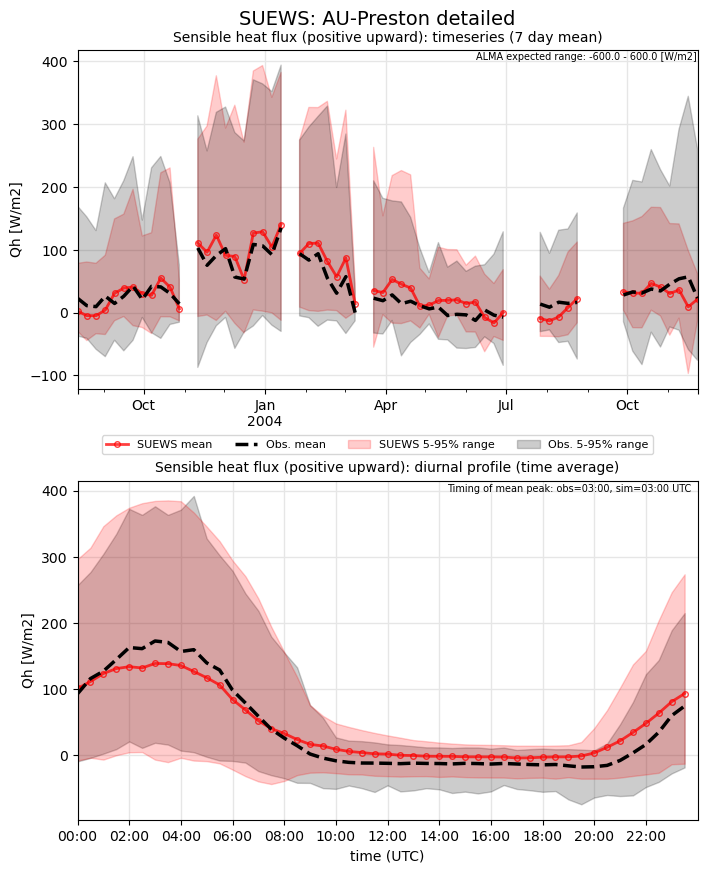 SUEWS: AU-Preston detailed
Sensible heat flux (positive upward): timeseries (7 day mean)
ALMA expected range: -600.0 - 600.0 [W/m2]
400
300
200
100
0
−100
Qh [W/m2]
Oct Jan Apr Jul Oct
2004
SUEWS mean Obs. mean SUEWS 5-95% range Obs. 5-95% range
Sensible heat flux (positive upward): diurnal profile (time average)
Timing of mean peak: obs=03:00, sim=03:00 UTC
400
300
200
100
0
Qh [W/m2]
00:00 02:00 04:00 06:00 08:00 10:00 12:00 14:00 16:00 18:00 20:00 22:00
time (UTC)